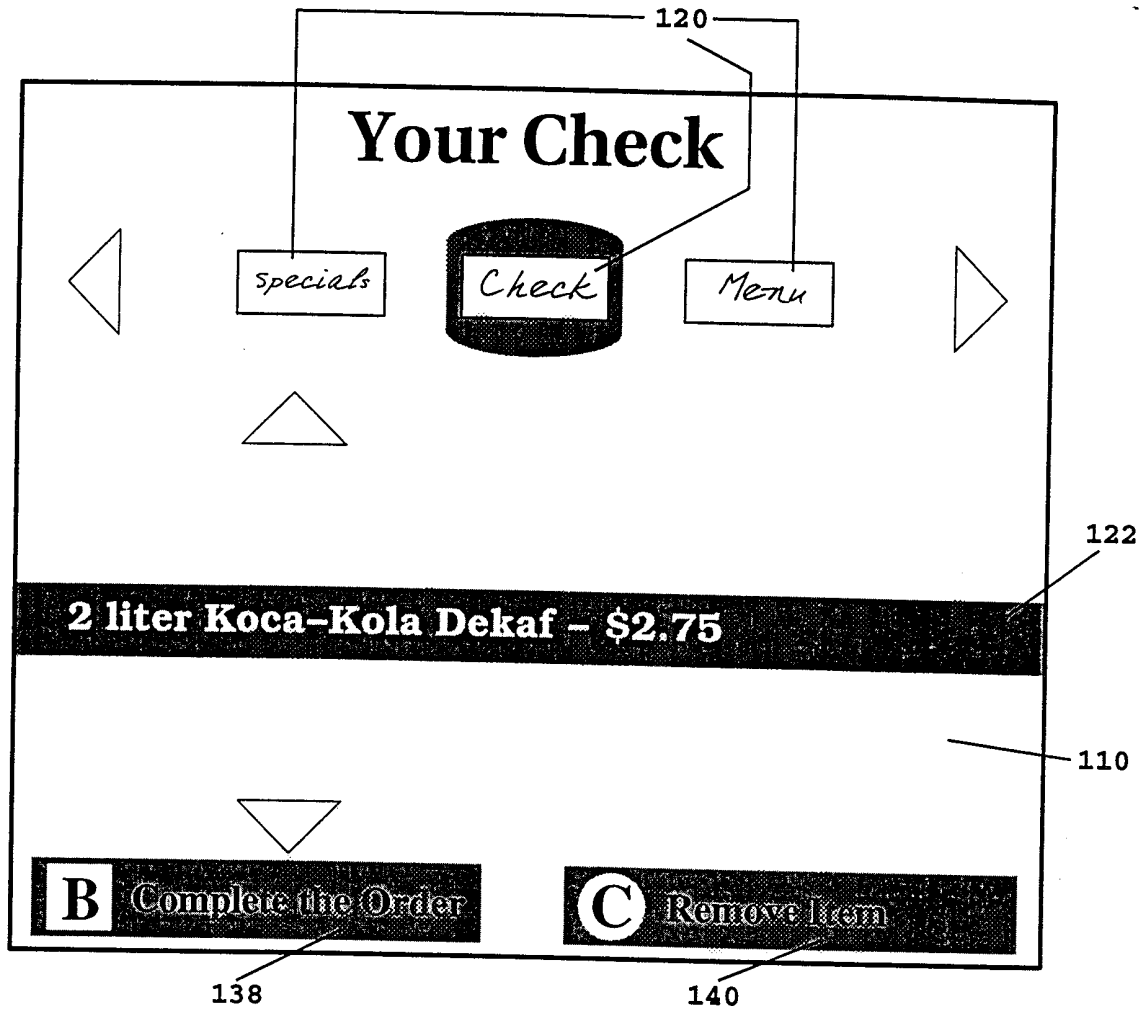 120
Your Check
Specials Check Menu
122
2 liter Koca–Kola Dekaf – $2.75
110
B Complete the Order C Remove Item
138 140